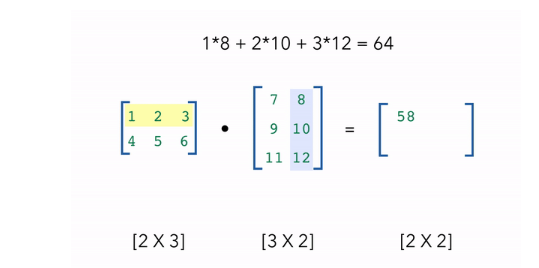 1*8 + 2*10 + 3*12 = 64
7 8
1 2 3 58
9 10
• =
4 5 6
11 12
[2 X 3] [3 X 2] [2 X 2]